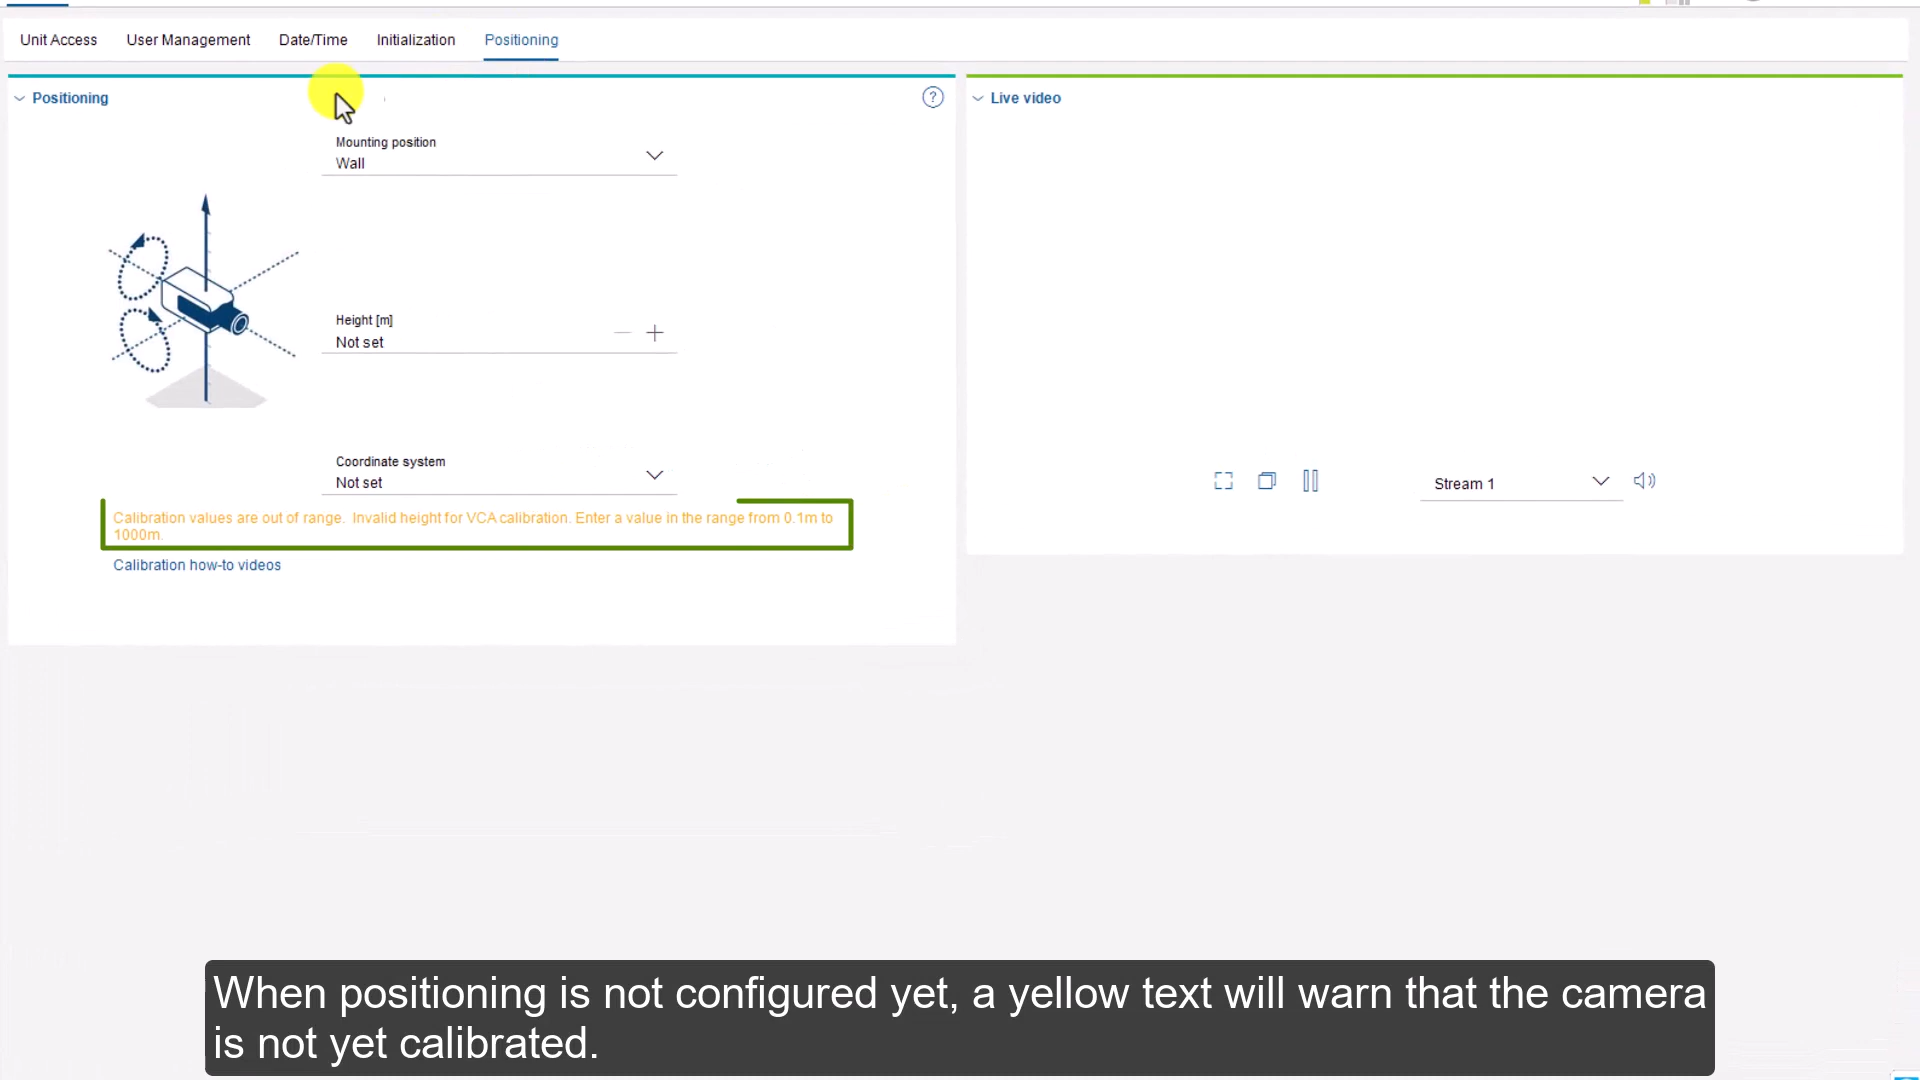 Unit Access User Management Date/Time Initialization Positioning
Positioning
?
Mounting position
Wall
Height [m]
Not set
Coordinate system
Not set
Calibration values are out of range. Invalid height for VCA calibration. Enter a value in the range from 0.1m to
1000m.
Calibration how-to videos
Live video
Stream 1
When positioning is not configured yet, a yellow text will warn that the camera
is not yet calibrated.